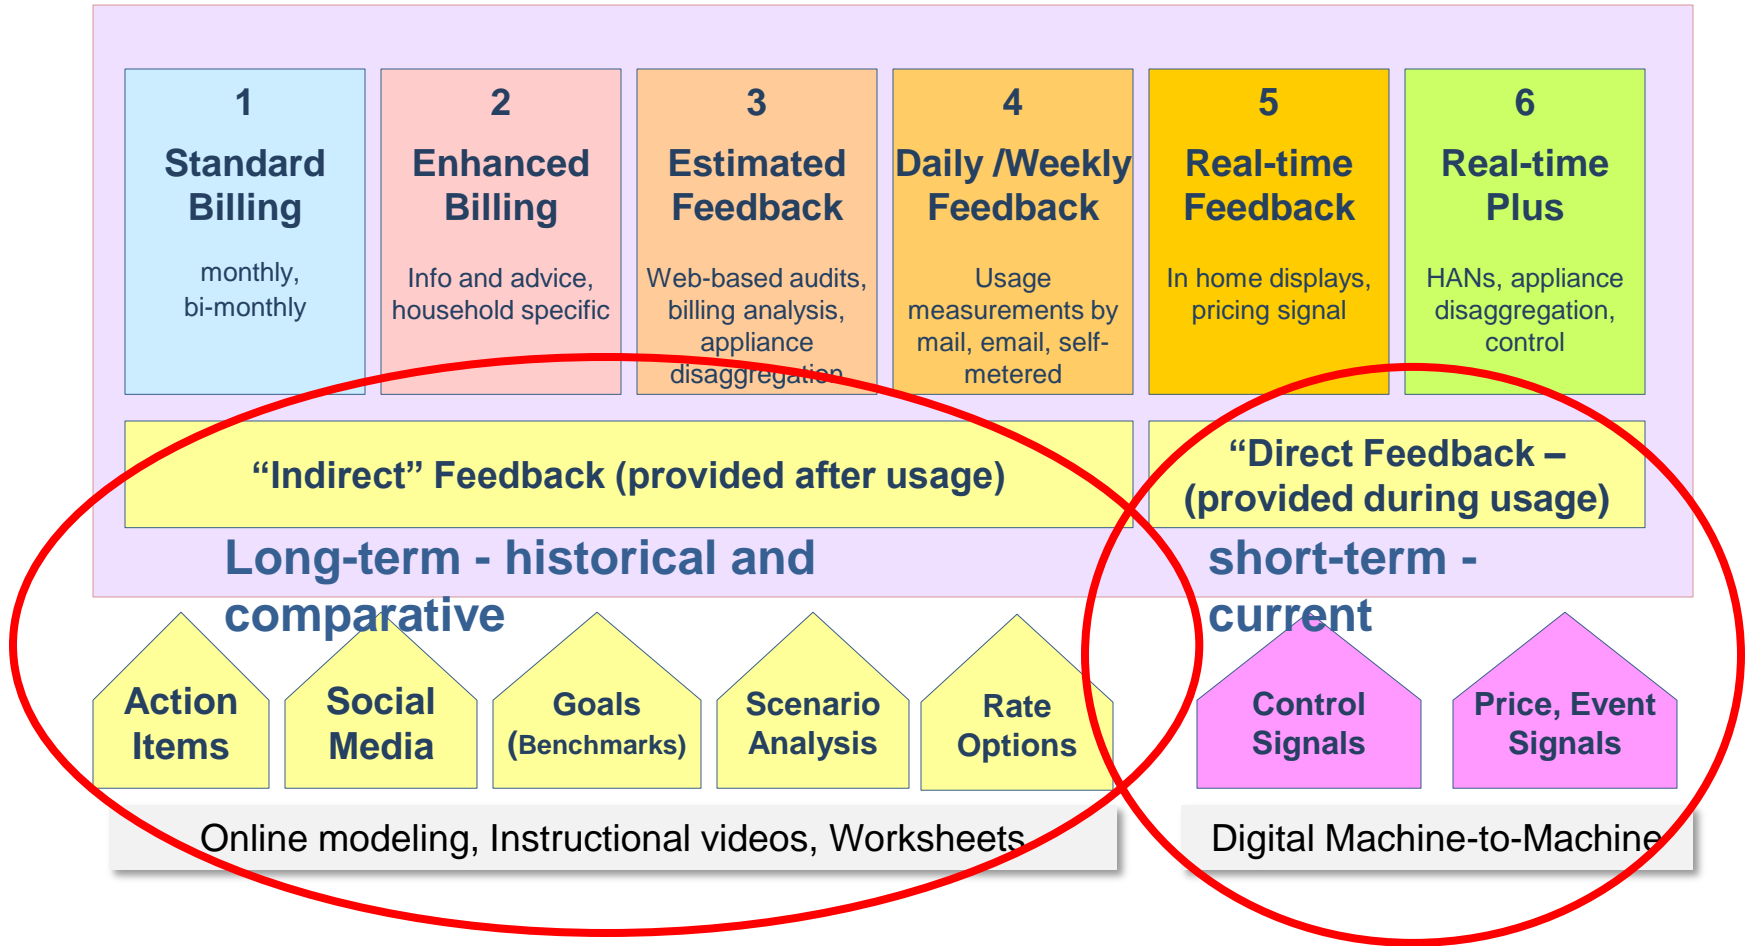 1
Standard
Billing
monthly,
bi-monthly
2
Enhanced
Billing
Info and advice,
household specific
3
Estimated
Feedback
Web-based audits,
billing analysis,
appliance
disaggregation
4
Daily /Weekly
Feedback
Usage
measurements by
mail, email, self-
metered
5
Real-time
Feedback
In home displays,
pricing signal
6
Real-time
Plus
HANs, appliance
disaggregation,
control
“Indirect” Feedback (provided after usage)
“Direct Feedback –
(provided during usage)
Long-term - historical and
comparative
short-term -
current
Action
Items
Social
Media
Goals
(Benchmarks)
Scenario
Analysis
Rate
Options
Control
Signals
Price, Event
Signals
Online modeling, Instructional videos, Worksheets
Digital Machine-to-Machine